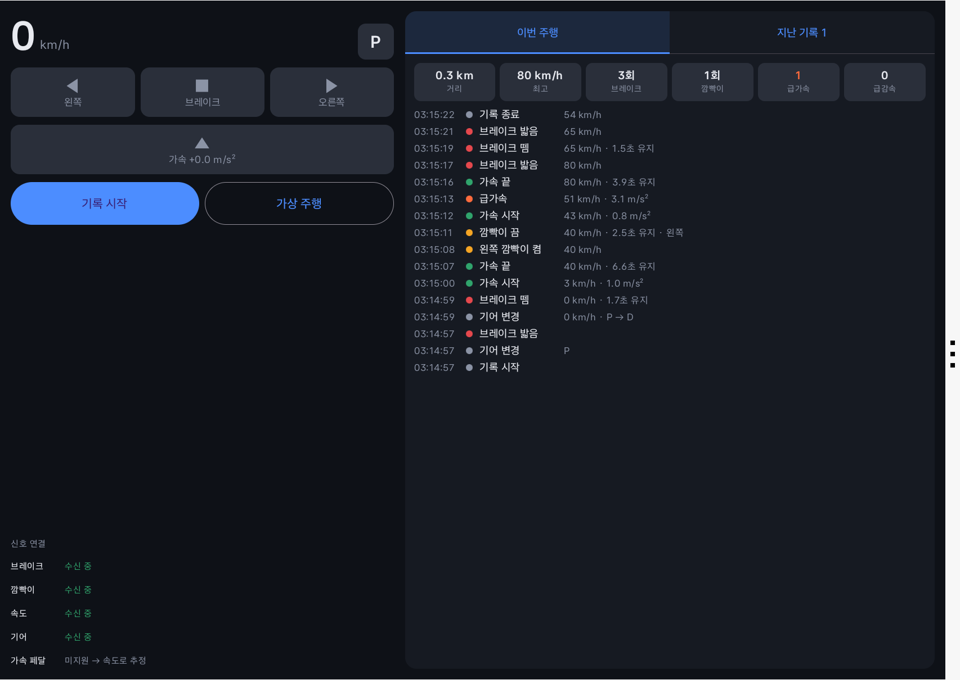 0 km/h
P
왼쪽
브레이크
오른쪽
가속 +0.0 m/s²
기록 시작
가상 주행
신호 연결
브레이크 수신 중
깜빡이 수신 중
속도 수신 중
기어 수신 중
가속 페달 미지원 → 속도로 추정
이번 주행
지난 기록 1
0.3 km
거리
80 km/h
최고
3회
브레이크
1회
깜빡이
1
급가속
0
급감속
03:15:22 기록 종료 54 km/h
03:15:21 브레이크 밟음 65 km/h
03:15:19 브레이크 뗌 65 km/h · 1.5초 유지
03:15:17 브레이크 밟음 80 km/h
03:15:16 가속 끝 80 km/h · 3.9초 유지
03:15:13 급가속 51 km/h · 3.1 m/s²
03:15:12 가속 시작 43 km/h · 0.8 m/s²
03:15:11 깜빡이 끔 40 km/h · 2.5초 유지 · 왼쪽
03:15:08 왼쪽 깜빡이 켬 40 km/h
03:15:07 가속 끝 40 km/h · 6.6초 유지
03:15:00 가속 시작 3 km/h · 1.0 m/s²
03:14:59 브레이크 뗌 0 km/h · 1.7초 유지
03:14:59 기어 변경 0 km/h · P → D
03:14:57 브레이크 밟음
03:14:57 기어 변경 P
03:14:57 기록 시작